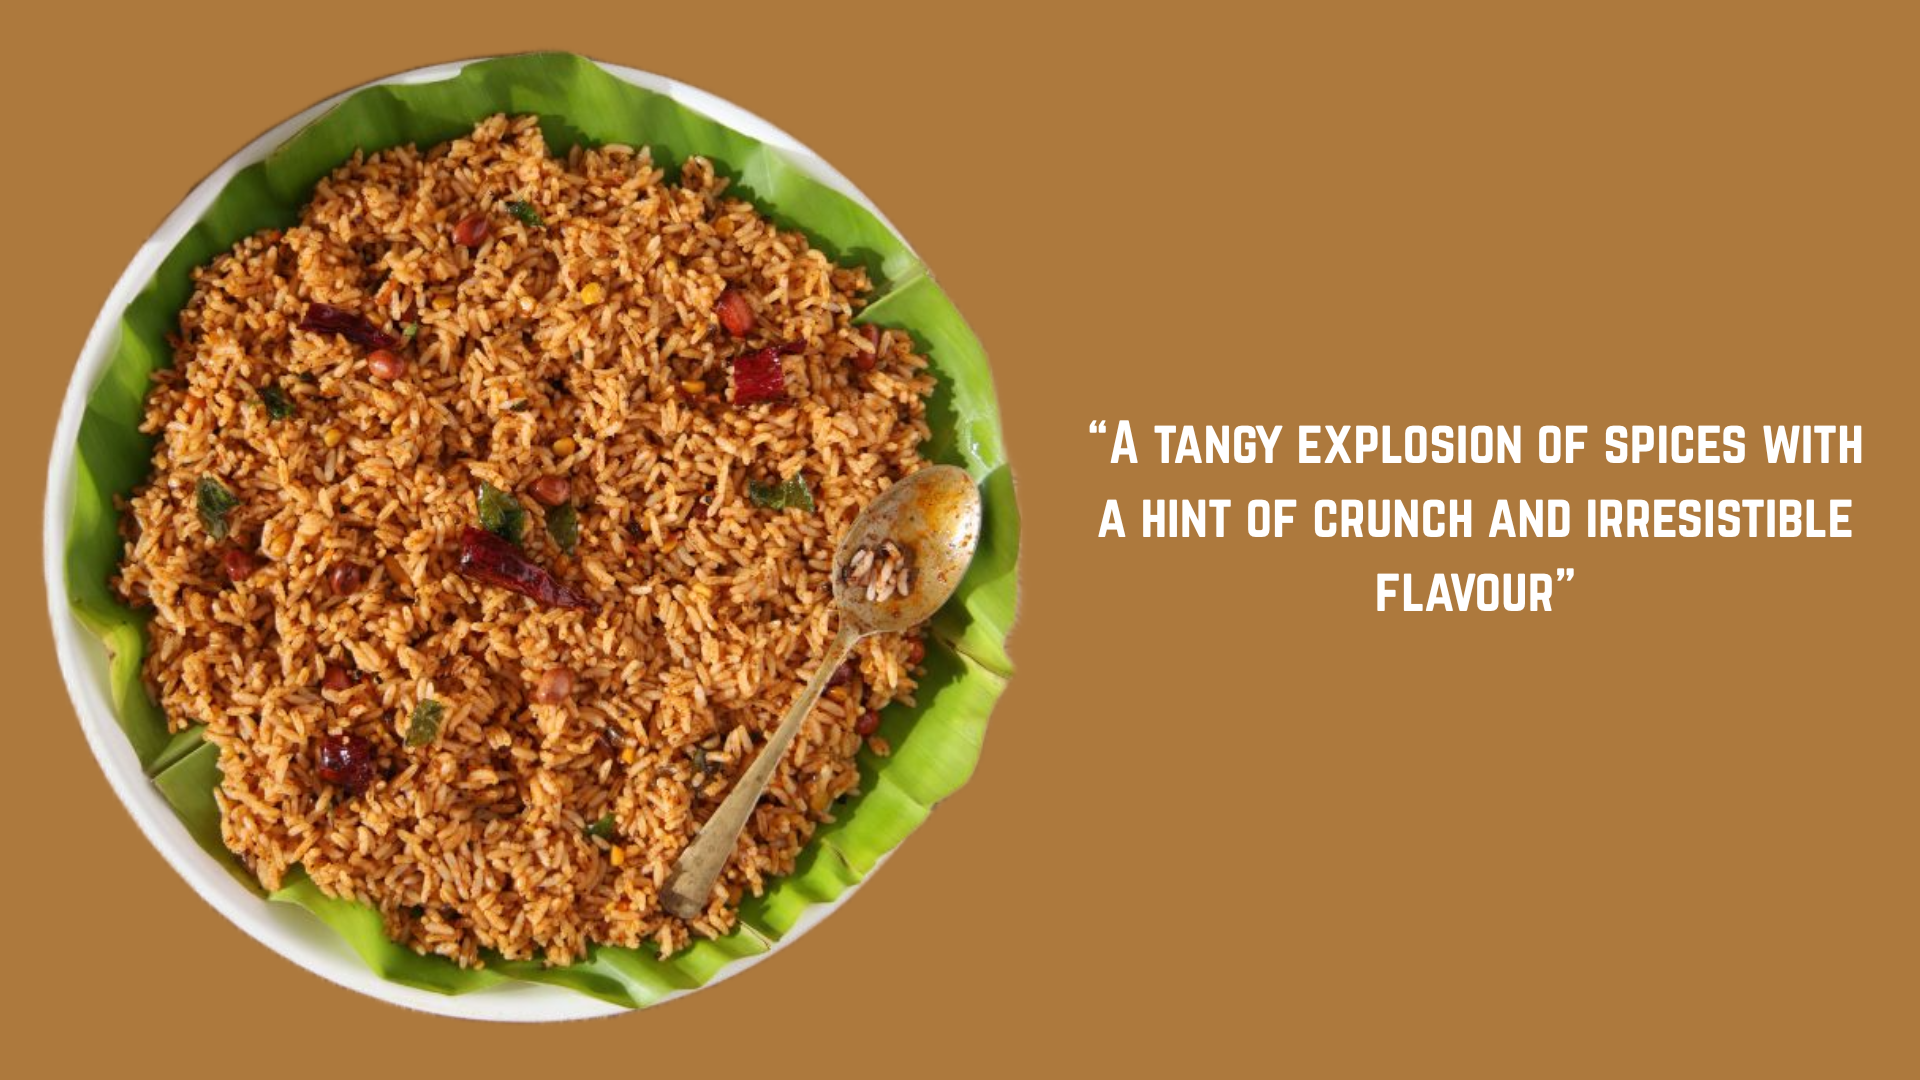 “A TANGY EXPLOSION OF SPICES WITH
A HINT OF CRUNCH AND IRRESISTIBLE
FLAVOUR”